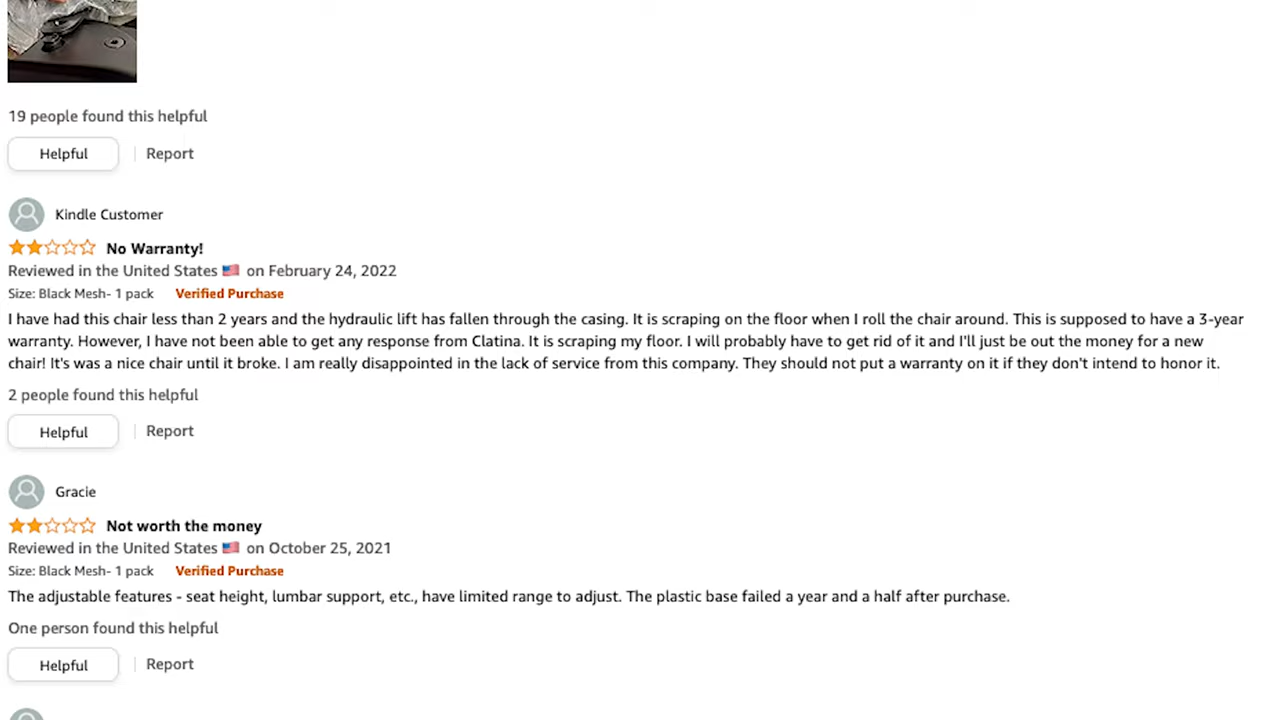 19 people found this helpful
Helpful
Report
Kindle Customer
No Warranty!
Reviewed in the United States on February 24, 2022
Size: Black Mesh- 1 pack Verified Purchase
I have had this chair less than 2 years and the hydraulic lift has fallen through the casing. It is scraping on the floor when I roll the chair around. This is supposed to have a 3-year
warranty. However, I have not been able to get any response from Clatina. It is scraping my floor. I will probably have to get rid of it and I'll just be out the money for a new
chair! It's was a nice chair until it broke. I am really disappointed in the lack of service from this company. They should not put a warranty on it if they don't intend to honor it.
2 people found this helpful
Helpful
Report
Gracie
Not worth the money
Reviewed in the United States on October 25, 2021
Size: Black Mesh- 1 pack Verified Purchase
The adjustable features - seat height, lumbar support, etc., have limited range to adjust. The plastic base failed a year and a half after purchase.
One person found this helpful
Helpful
Report